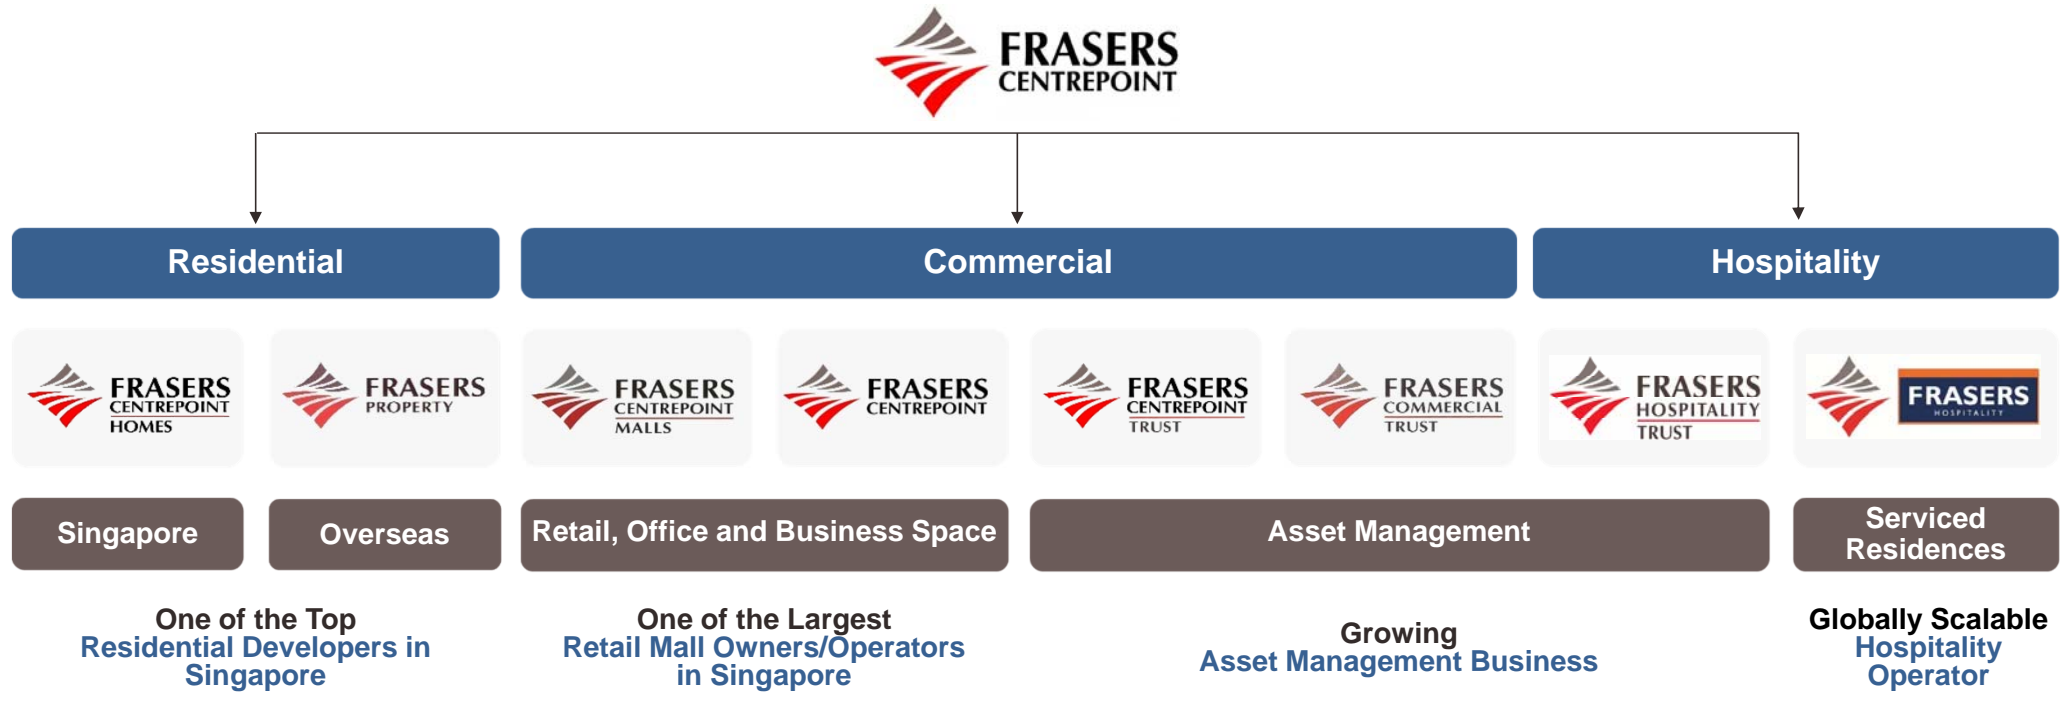 FRASERS
CENTREPOINT
Residential
Commercial
Hospitality
FRASERS
CENTREPOINT
HOMES
FRASERS
PROPERTY
FRASERS
CENTREPOINT
MALLS
FRASERS
CENTREPOINT
FRASERS
CENTREPOINT
TRUST
FRASERS
COMMERCIAL
TRUST
FRASERS
HOSPITALITY
TRUST
FRASERS
HOSPITALITY
Singapore
Overseas
Retail, Office and Business Space
Asset Management
Serviced
Residences
One of the Top
Residential Developers in
Singapore
One of the Largest
Retail Mall Owners/Operators
in Singapore
Growing
Asset Management Business
Globally Scalable
Hospitality
Operator